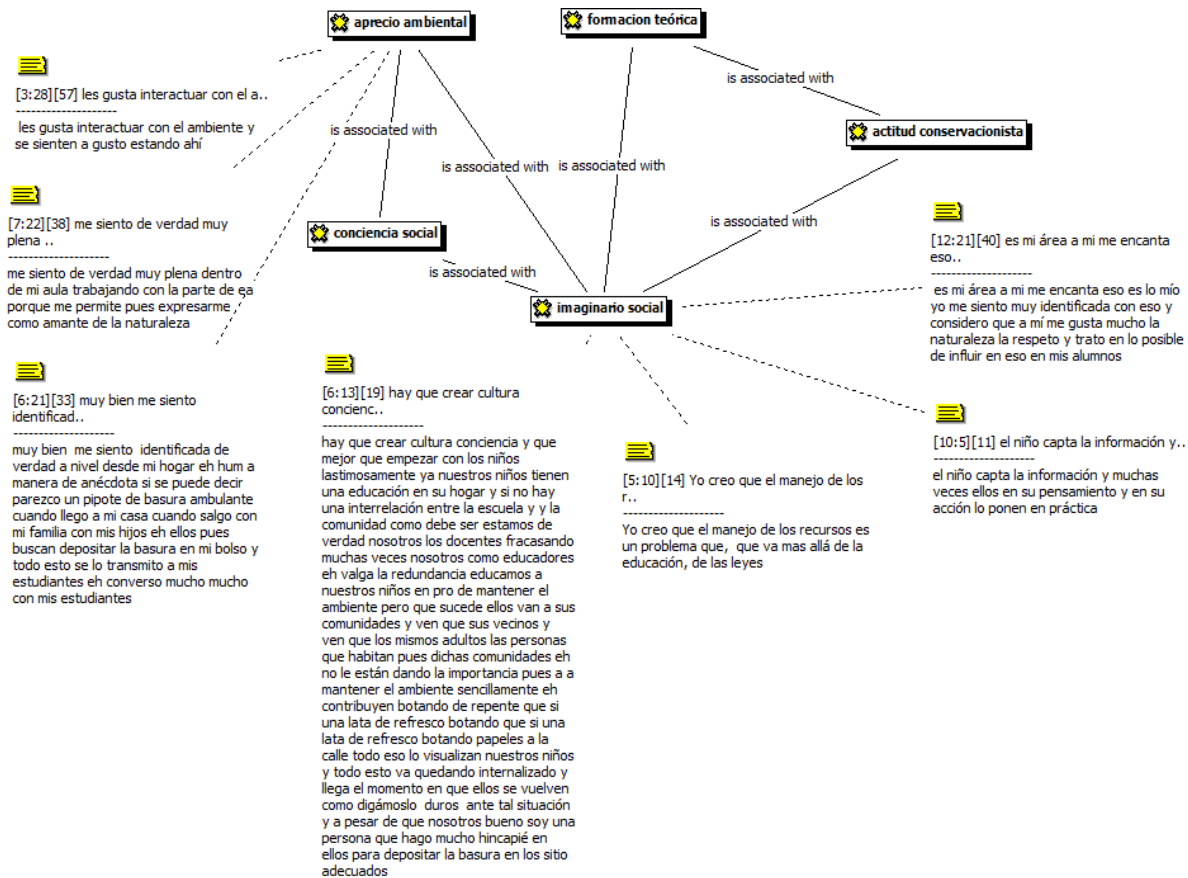 aprecio ambiental
formacion teórica
is associated with
actitud conservacionista
is associated with
is associated with
is associated with
is associated with
conciencia social
is associated with
imaginario social
[3:28][57] les gusta interactuar con el a..
--------------------
les gusta interactuar con el ambiente y
se sienten a gusto estando ahí
[7:22][38] me siento de verdad muy
plena ..
--------------------
me siento de verdad muy plena dentro
de mi aula trabajando con la parte de ea
porque me permite pues expresarme
como amante de la naturaleza
[6:21][33] muy bien me siento
identificad..
--------------------
muy bien me siento identificada de
verdad a nivel desde mi hogar eh hum a
manera de anécdota si se puede decir
parezco un pipote de basura ambulante
cuando llego a mi casa cuando salgo con
mi familia con mis hijos eh ellos pues
buscan depositar la basura en mi bolso y
todo esto se lo transmito a mis
estudiantes eh converso mucho mucho
con mis estudiantes
[6:13][19] hay que crear cultura
concienc..
--------------------
hay que crear cultura conciencia y que
mejor que empezar con los niños
lastimosamente ya nuestros niños tienen
una educación en su hogar y si no hay
una interrelación entre la escuela y y la
comunidad como debe ser estamos de
verdad nosotros los docentes fracasando
muchas veces nosotros como educadores
eh valga la redundancia educamos a
nuestros niños en pro de mantener el
ambiente pero que sucede ellos van a sus
comunidades y ven que sus vecinos y
ven que los mismos adultos las personas
que habitan pues dichas comunidades eh
no le están dando la importancia pues a a
mantener el ambiente sencillamente eh
contribuyen botando de repente que si
una lata de refresco botando que si una
lata de refresco botando papeles a la
calle todo eso lo visualizan nuestros niños
y todo esto va quedando internalizado y
llega el momento en que ellos se vuelven
como digámoslo duros ante tal situación
y a pesar de que nosotros bueno soy una
persona que hago mucho hincapié en
ellos para depositar la basura en los sitio
adecuados
[5:10][14] Yo creo que el manejo de los
r..
--------------------
Yo creo que el manejo de los recursos es
un problema que, que va mas allá de la
educación, de las leyes
[12:21][40] es mi área a mi me encanta
eso..
--------------------
es mi área a mi me encanta eso es lo mío
yo me siento muy identificada con eso y
considero que a mí me gusta mucho la
naturaleza la respeto y trato en lo posible
de influir en eso en mis alumnos
[10:5][11] el niño capta la información y..
--------------------
el niño capta la información y muchas
veces ellos en su pensamiento y en su
acción lo ponen en práctica